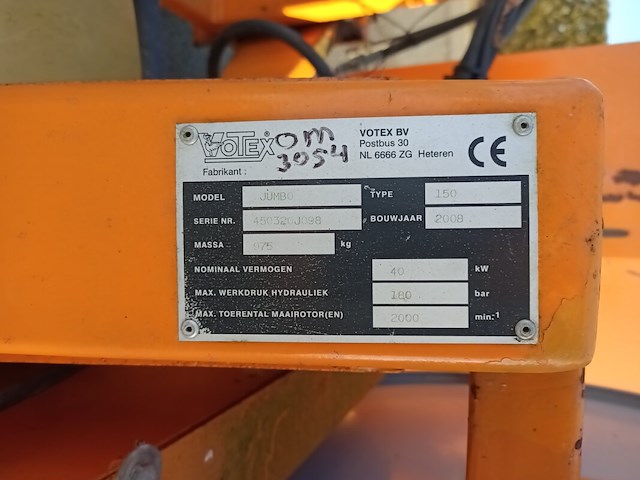 VOTEX OM
3054
VOTEX BV
Postbus 30
NL 6666 ZG Heteren
CE
Fabrikant :
MODEL JUMBO TYPE 150
SERIE NR. BOUWJAAR 2008
MASSA 975 kg
NOMINAAL VERMOGEN 40 kW
MAX. WERKDRUK HYDRAULIEK 180 bar
MAX. TOERENTAL MAAIROTOR(EN) 2000 min.-1